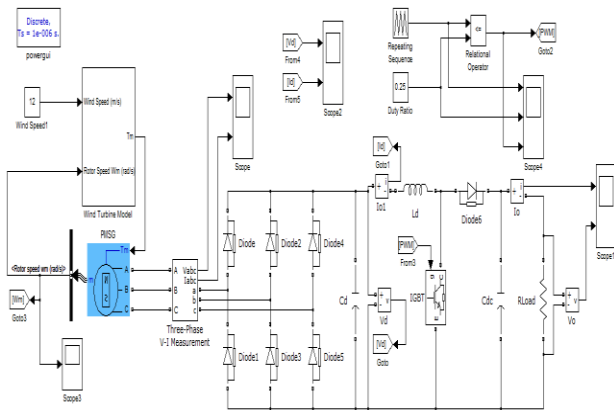 Discrete,
Ts = 1e-006 s.
powergui
12
Wind Speed1
Wind Speed (m/s)
Tm
Rotor Speed Wm (rad/s)
Wind Turbine Model
PMSG
<Rotor speed wm (rad/s)>
Tm
m
N
S
A
B
C
[Wm]
Goto3
Scope3
A
B
C
Vabc
Iabc
a
b
c
Three-Phase
V-I Measurement
Scope
[Vd]
From4
[Id]
From5
Scope2
Repeating
Sequence
0.25
Duty Ratio
<=
Relational
Operator
[PWM]
Goto2
Scope4
Diode
Diode2
Diode4
Diode1
Diode3
Diode5
Cd
[Id]
Goto1
+
-
i
Io1
Ld
Diode6
+
-
i
Io
Scope1
[PWM]
From3
IGBT
+
-
v
Vd
[Vd]
Goto
Cdc
RLoad
+
-
v
Vo